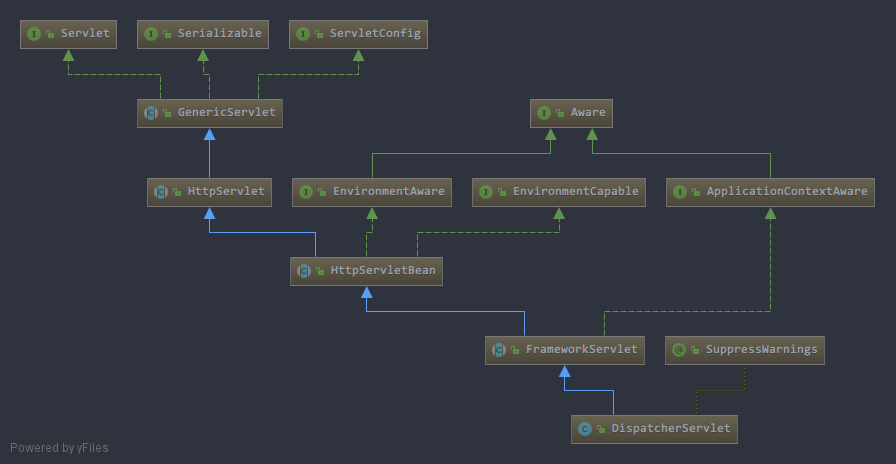 Servlet
Serializable
ServletConfig
GenericServlet
Aware
HttpServlet
EnvironmentAware
EnvironmentCapable
ApplicationContextAware
HttpServletBean
FrameworkServlet
SuppressWarnings
DispatcherServlet
Powered by yFiles